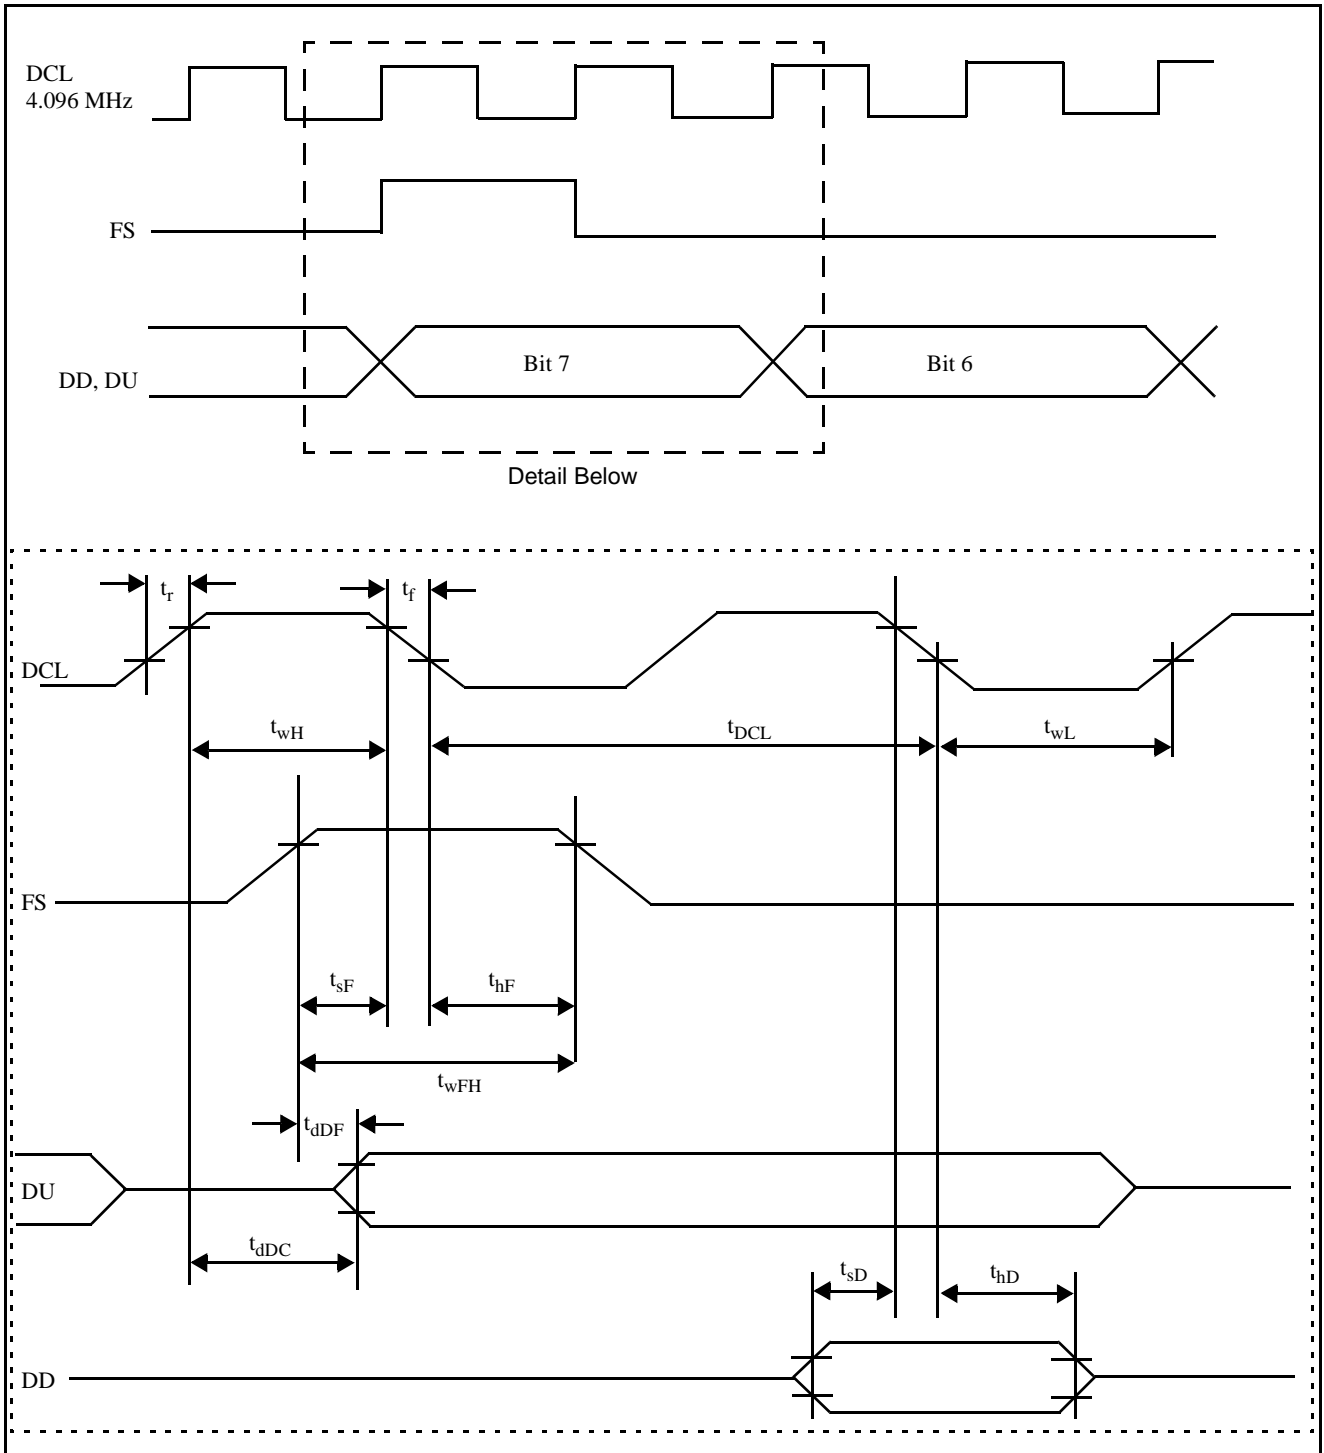 DCL
4.096 MHz
FS
DD, DU
Bit 7
Bit 6
Detail Below
tr
tf
DCL
twH
tDCL
twL
FS
tsF
thF
twFH
tdDF
DU
tdDC
tsD
thD
DD